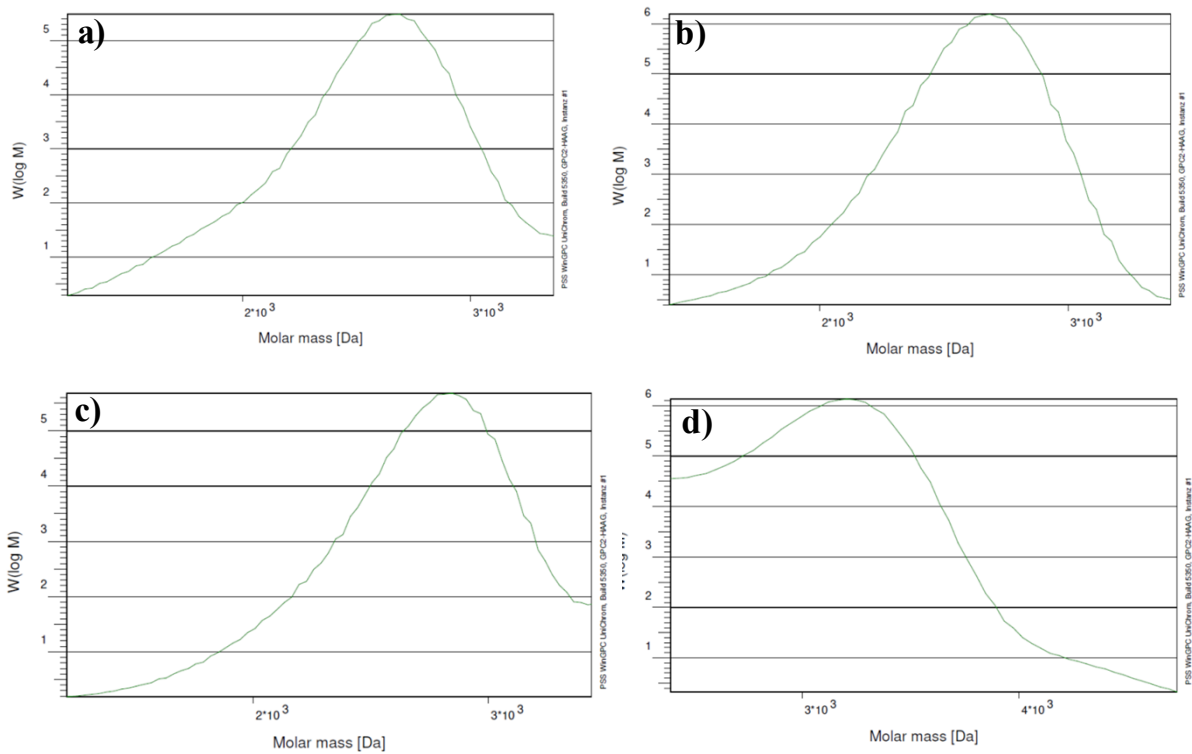 a)
5
4
3
2
1
W(log M)
2*10 3
3*10 3
Molar mass [Da]
PSS WinGPC UniChrom, Build 5350, GPC2-HAAG, Instanz #1
b)
6
5
4
3
2
1
W(log M)
2*10 3
3*10 3
Molar mass [Da]
PSS WinGPC UniChrom, Build 5350, GPC2-HAAG, Instanz #1
c)
5
4
3
2
1
W(log M)
2*10 3
3*10 3
Molar mass [Da]
PSS WinGPC UniChrom, Build 5350, GPC2-HAAG, Instanz #1
d)
6
5
4
3
2
1
3*10 3
4*10 3
Molar mass [Da]
PSS WinGPC UniChrom, Build 5350, GPC2-HAAG, Instanz #1